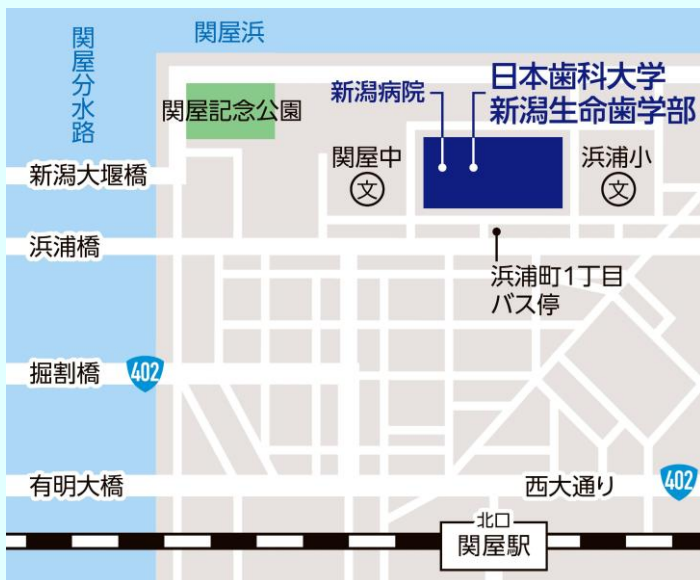 関屋浜
関屋分水路
関屋記念公園
新潟病院
日本歯科大学
新潟生命歯学部
関屋中
文
浜浦小
文
新潟大堰橋
浜浦橋
浜浦町1丁目
バス停
掘割橋
402
有明大橋
西大通り
402
北口
関屋駅